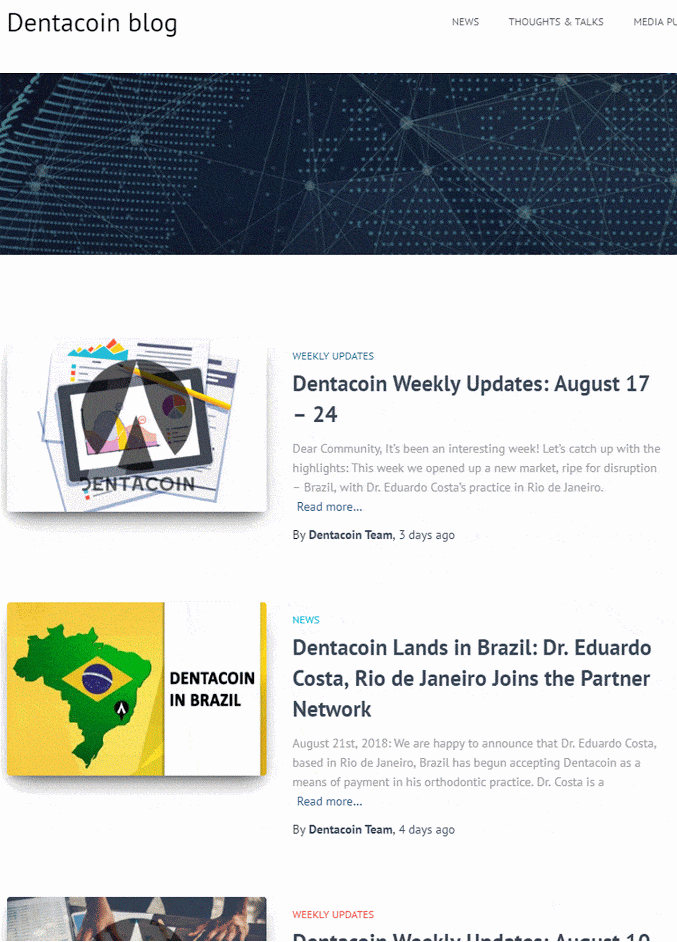 Dentacoin blog
NEWS THOUGHTS & TALKS MEDIA PU
WEEKLY UPDATES
Dentacoin Weekly Updates: August 17
– 24
Dear Community, It's been an interesting week! Let's catch up with the
highlights: This week we opened up a new market, ripe for disruption
– Brazil, with Dr. Eduardo Costa's practice in Rio de Janeiro.
Read more…
By Dentacoin Team, 3 days ago
DENTACOIN
NEWS
Dentacoin Lands in Brazil: Dr. Eduardo
Costa, Rio de Janeiro Joins the Partner
Network
August 21st, 2018: We are happy to announce that Dr. Eduardo Costa,
based in Rio de Janeiro, Brazil has begun accepting Dentacoin as a
means of payment in his orthodontic practice. Dr. Costa is a
Read more…
By Dentacoin Team, 4 days ago
DENTACOIN
IN BRAZIL
WEEKLY UPDATES
Dentacoin Weekly Updates: August 10